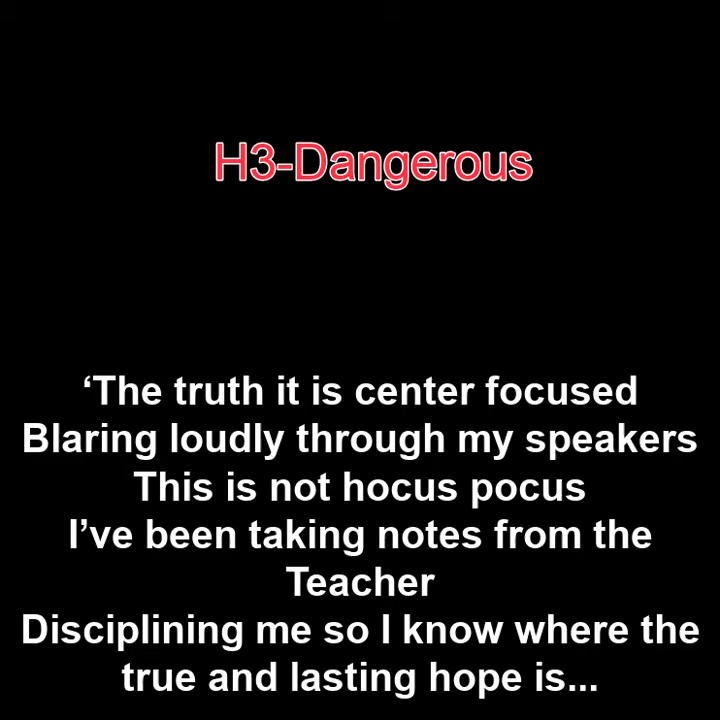 H3-Dangerous
‘The truth it is center focused
Blaring loudly through my speakers
This is not hocus pocus
I’ve been taking notes from the
Teacher
Disciplining me so I know where the
true and lasting hope is...